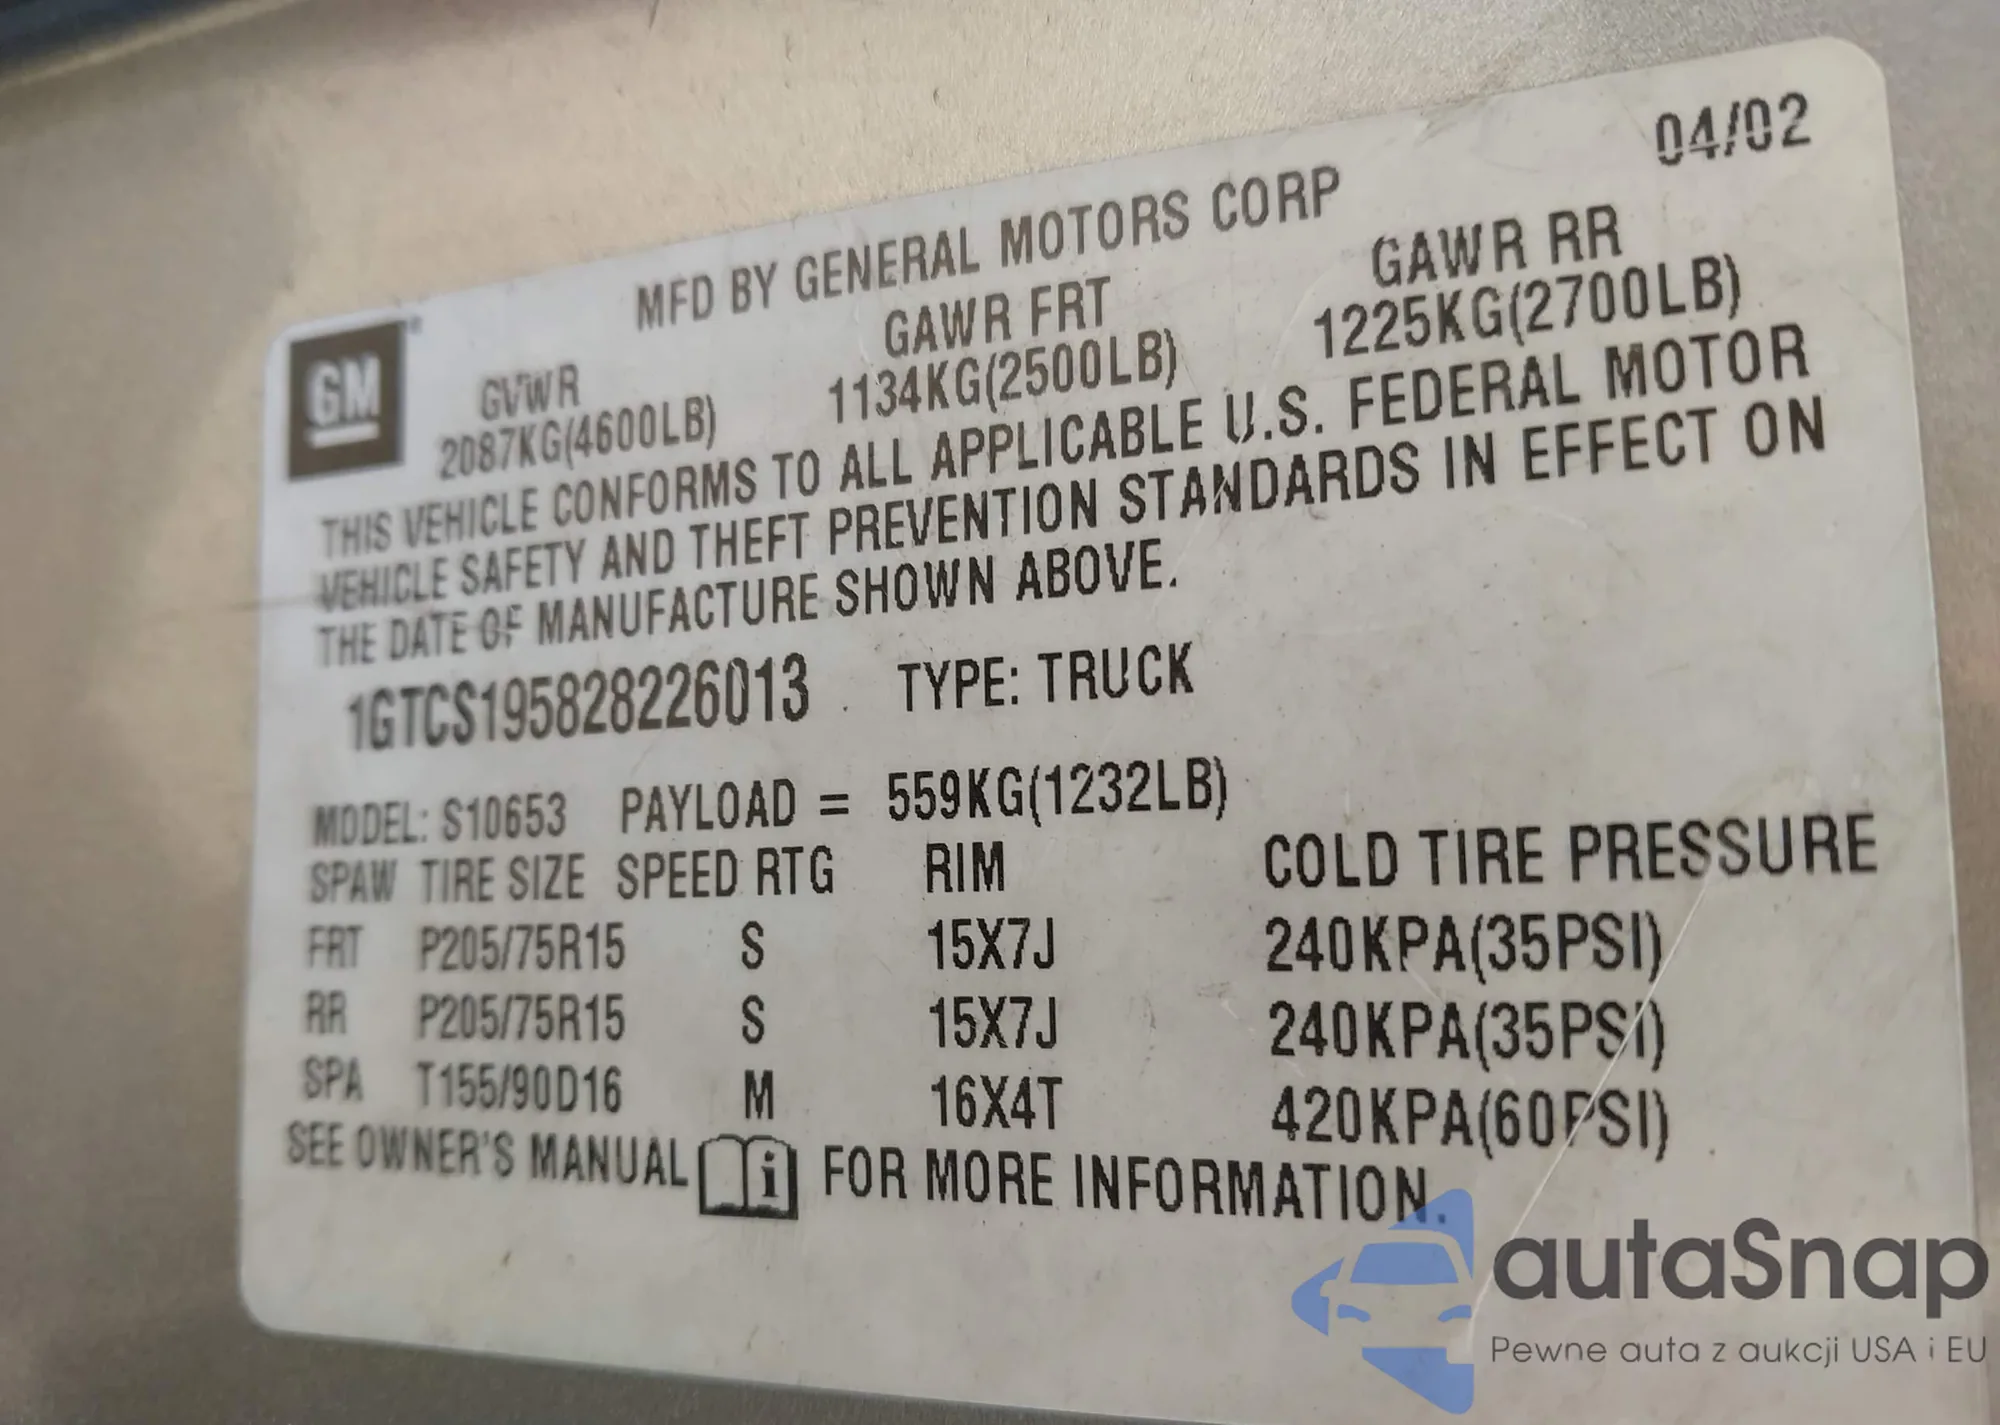 04/02
MFD BY GENERAL MOTORS CORP
GM
GVWR GAWR FRT GAWR RR
2087KG(4600LB) 1134KG(2500LB) 1225KG(2700LB)
THIS VEHICLE CONFORMS TO ALL APPLICABLE U.S. FEDERAL MOTOR
VEHICLE SAFETY AND THEFT PREVENTION STANDARDS IN EFFECT ON
THE DATE OF MANUFACTURE SHOWN ABOVE.
1GTCS195828226013 TYPE: TRUCK
MODEL: S10653 PAYLOAD = 559KG(1232LB)
SPAW TIRE SIZE SPEED RTG RIM COLD TIRE PRESSURE
FRT P205/75R15 S 15X7J 240KPA(35PSI)
RR P205/75R15 S 15X7J 240KPA(35PSI)
SPA T155/90D16 M 16X4T 420KPA(60PSI)
SEE OWNER'S MANUAL i FOR MORE INFORMATION.
autaSnap
Pewne auta z aukcji USA i EU